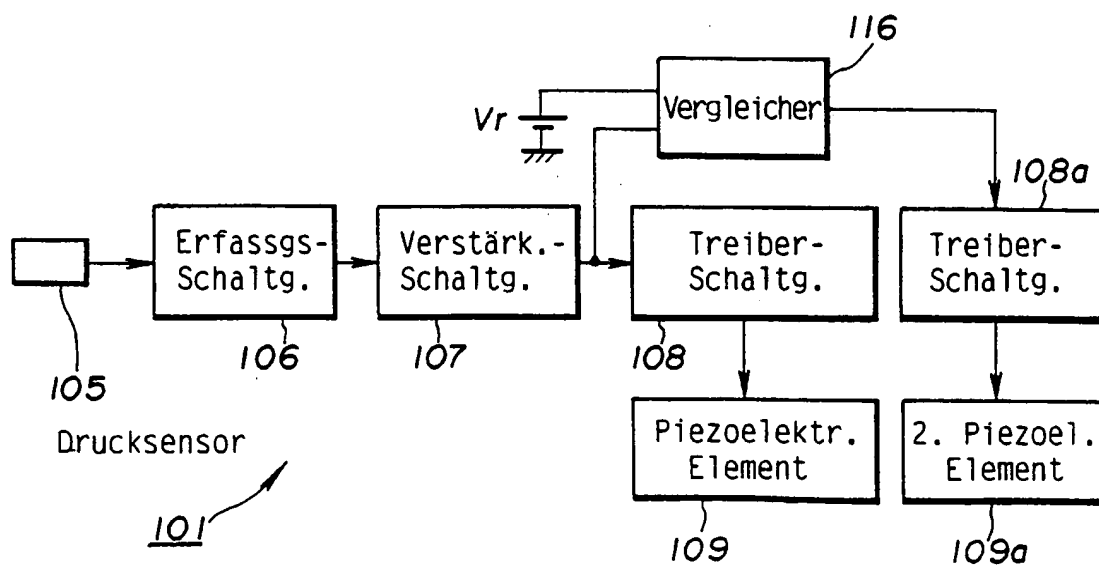 116
Vr
Vergleicher
108a
Erfassgs-
Schaltg.
Verstärk.-
Schaltg.
Treiber-
Schaltg.
Treiber-
Schaltg.
105
106
107
108
Drucksensor
Piezoelektr.
Element
2. Piezoel.
Element
101
109
109a